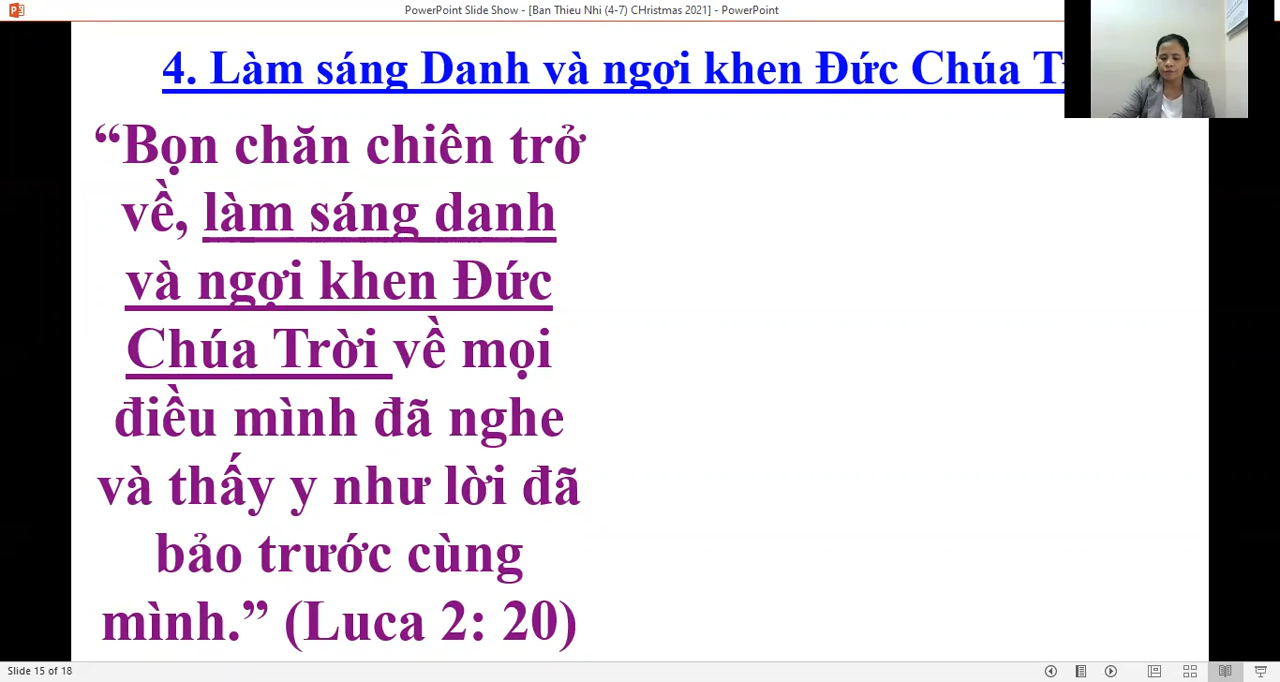 PowerPoint Slide Show - [Ban Thieu Nhi (4-7) CHristmas 2021] - PowerPoint
4. Làm sáng Danh và ngợi khen Đức Chúa
“Bọn chăn chiên trở
về, làm sáng danh
và ngợi khen Đức
Chúa Trời về mọi
điều mình đã nghe
và thấy y như lời đã
bảo trước cùng
mình.” (Luca 2: 20)
Slide 15 of 18